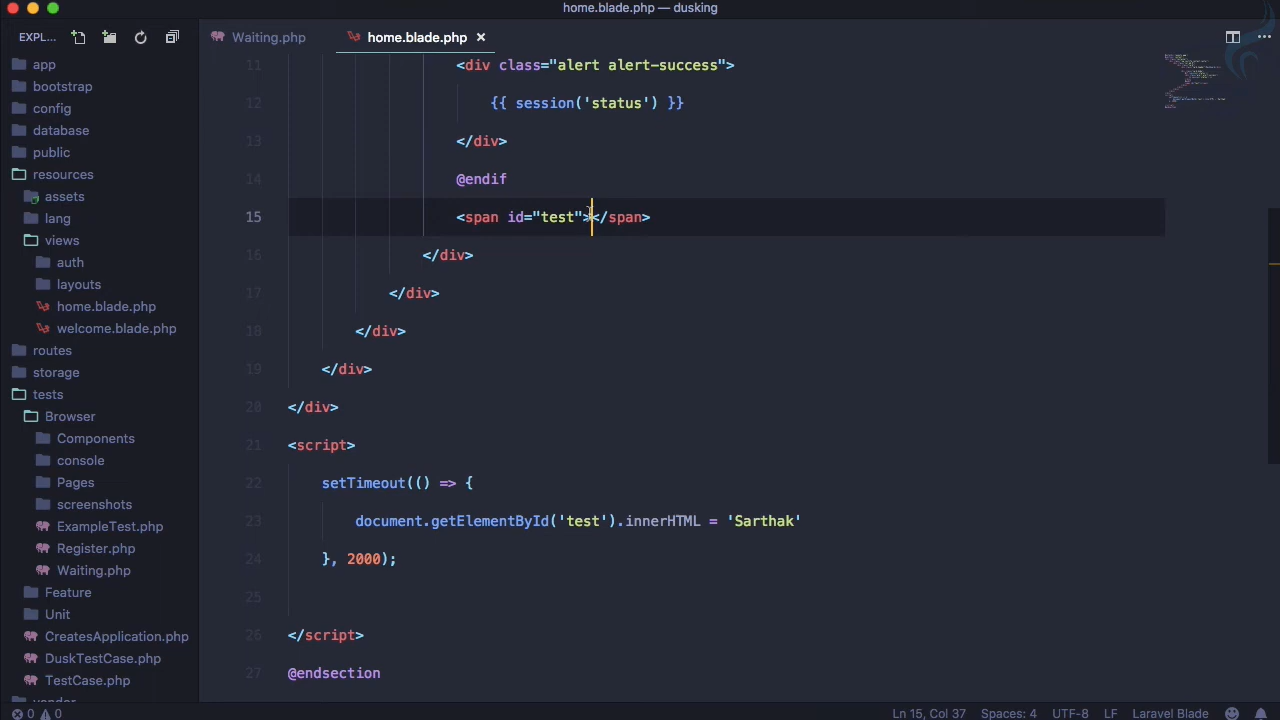 home.blade.php — dusking
EXPL...
Waiting.php
home.blade.php ×
app
bootstrap
config
database
public
resources
assets
lang
views
auth
layouts
home.blade.php
welcome.blade.php
routes
storage
tests
Browser
Components
console
Pages
screenshots
ExampleTest.php
Register.php
Waiting.php
Feature
Unit
CreatesApplication.php
DuskTestCase.php
TestCase.php
vendor
11 <div class="alert alert-success">
12 {{ session('status') }}
13 </div>
14 @endif
15 <span id="test"></span>
16 </div>
17 </div>
18 </div>
19 </div>
20 </div>
21 <script>
22 setTimeout(() => {
23 document.getElementById('test').innerHTML = 'Sarthak'
24 }, 2000);
25
26 </script>
27 @endsection
0 0
Ln 15, Col 37 Spaces: 4 UTF-8 LF Laravel Blade